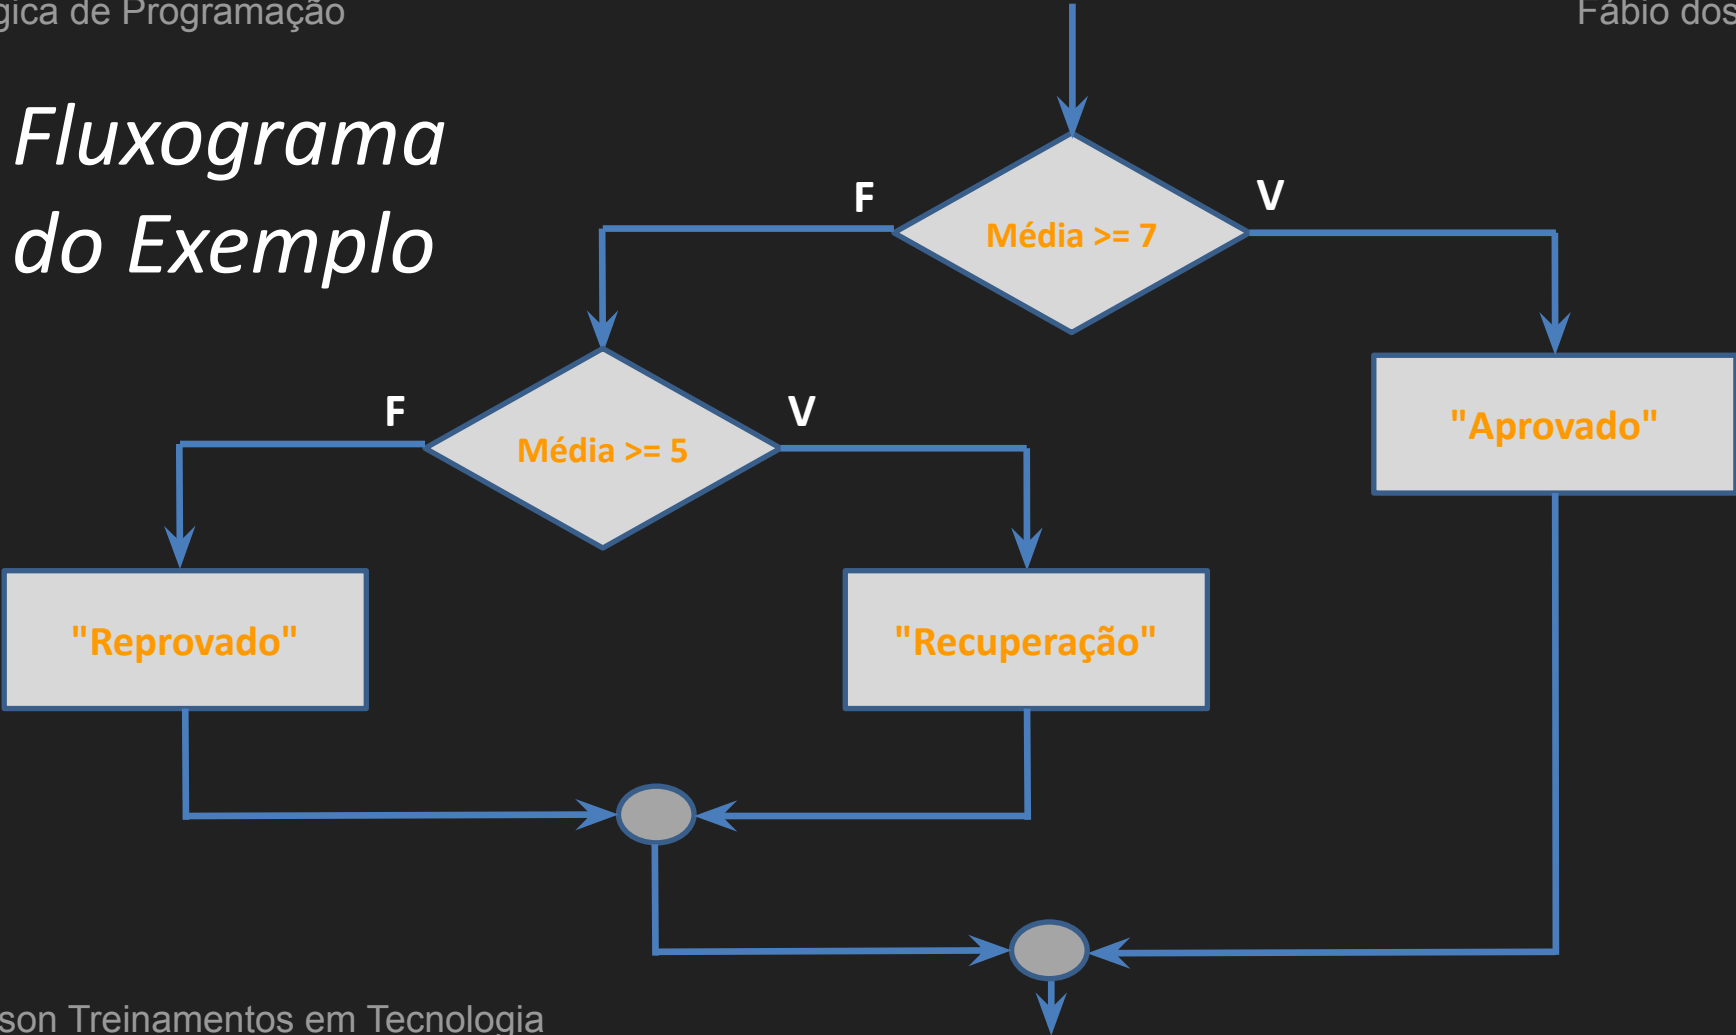 gica de Programação
Fábio dos
Fluxograma
do Exemplo
F
Média >= 7
V
F
Média >= 5
V
"Aprovado"
"Reprovado"
"Recuperação"
son Treinamentos em Tecnologia